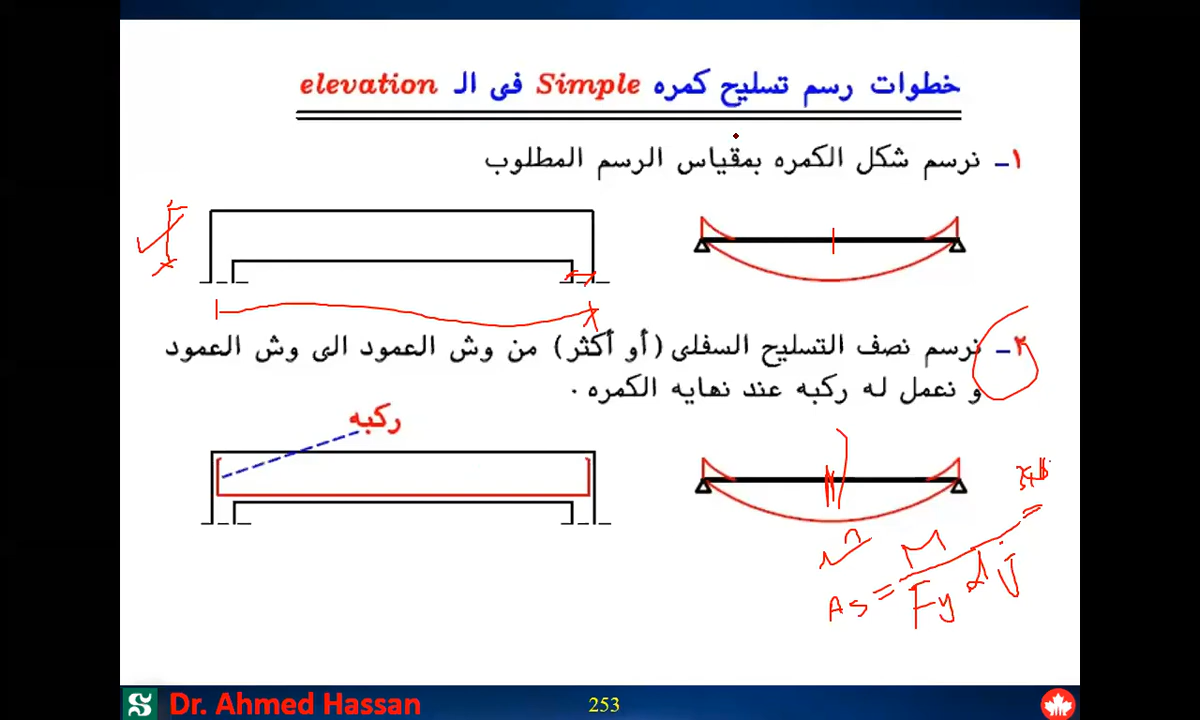 خطوات رسم تسليح كمره Simple فى الـ elevation
١- نرسم شكل الكمره بمقياس الرسم المطلوب
٢- نرسم نصف التسليح السفلى (أو أكثر) من وش العمود الى وش العمود
و نعمل له ركبه عند نهايه الكمره .
ركبه
As = M / Fy d j =
Dr. Ahmed Hassan
253